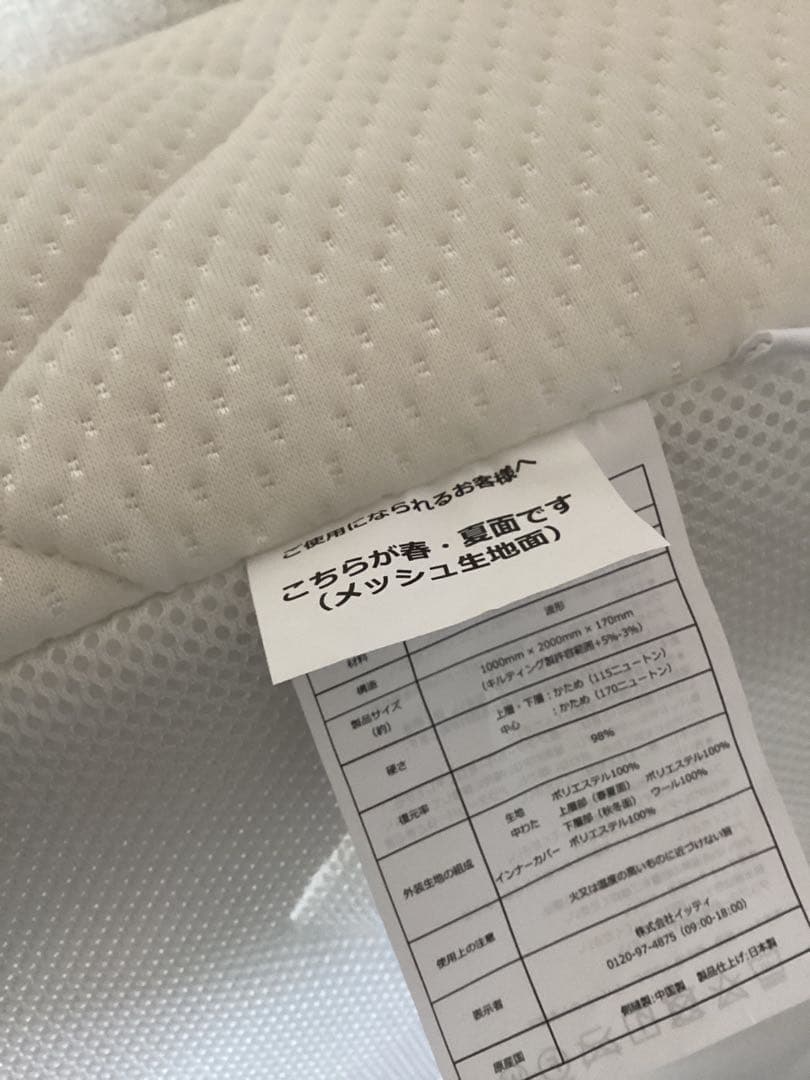 ご使用になられるお客様へ
こちらが春・夏面です
(メッシュ生地面)
材料
構造 波形
製品サイズ(約) 1000mm × 2000mm × 170mm
(キルティング製許容範囲+5%-3%)
硬さ 上層・下層:かため(115ニュートン)
中心 :かため(170ニュートン)
復元率 98%
外装生地の組成 生地 ポリエステル100%
中わた 上層部(春夏面) ポリエステル100%
下層部(秋冬面) ウール100%
インナーカバー ポリエステル100%
使用上の注意 火又は温度の高いものに近づけない事
表示者 株式会社イッティ
0120-97-4875(09:00-18:00)
原産国 側縫製:中国製 製品仕上げ:日本製